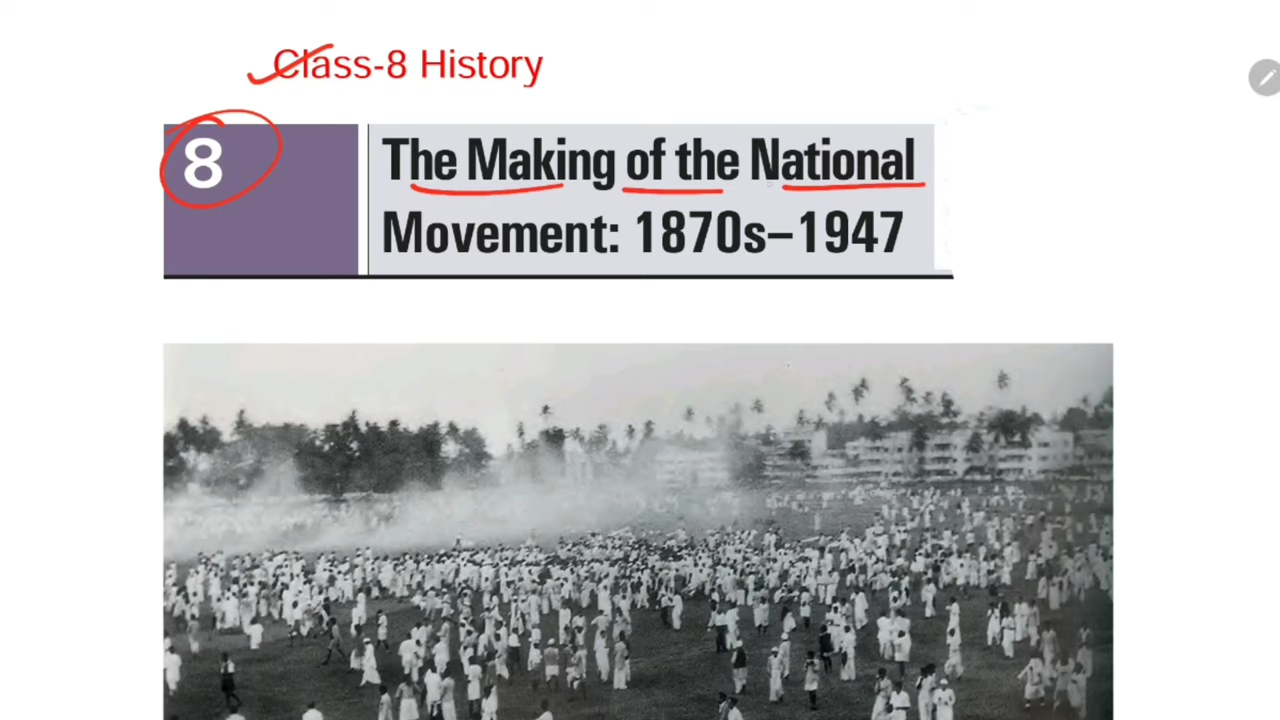 Class-8 History
8
The Making of the National
Movement: 1870s–1947